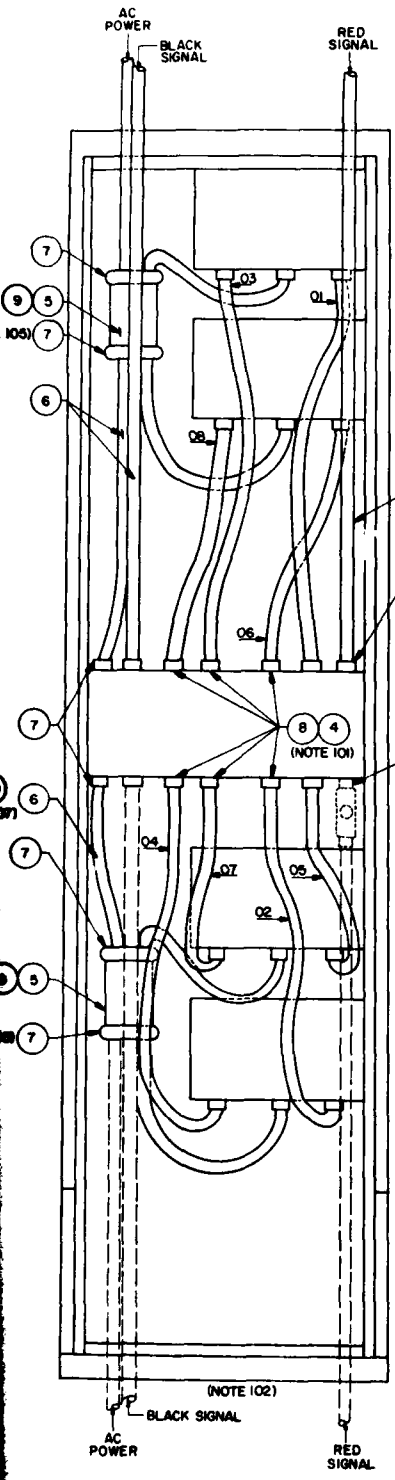 AC
POWER
BLACK
SIGNAL
RED
SIGNAL
7
03
01
9 5
105) 7
6
08
06
7
8 4
(NOTE 101)
6
7
04
07
05
02
5
7
(NOTE 102)
BLACK SIGNAL
AC
POWER
RED
SIGNAL